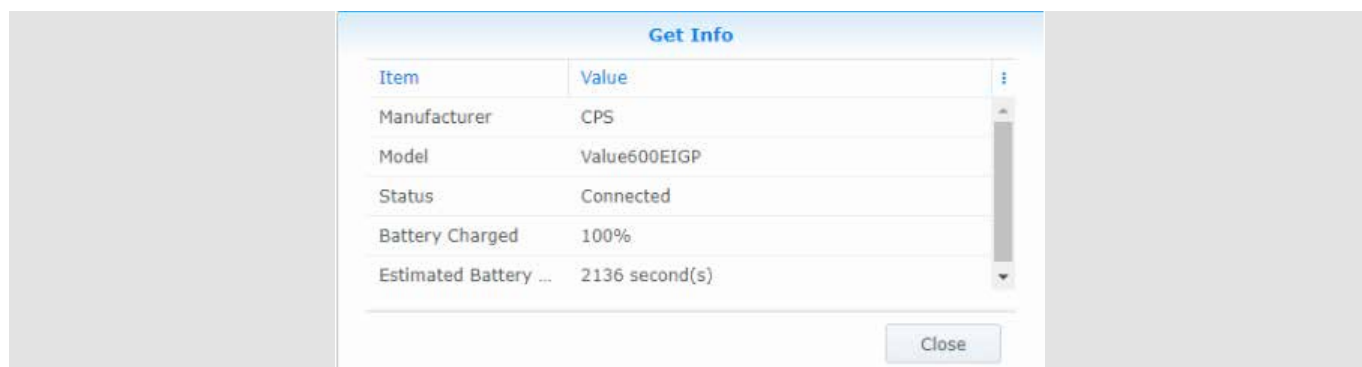 Get Info
Item Value
Manufacturer CPS
Model Value600EIGP
Status Connected
Battery Charged 100%
Estimated Battery ... 2136 second(s)
Close